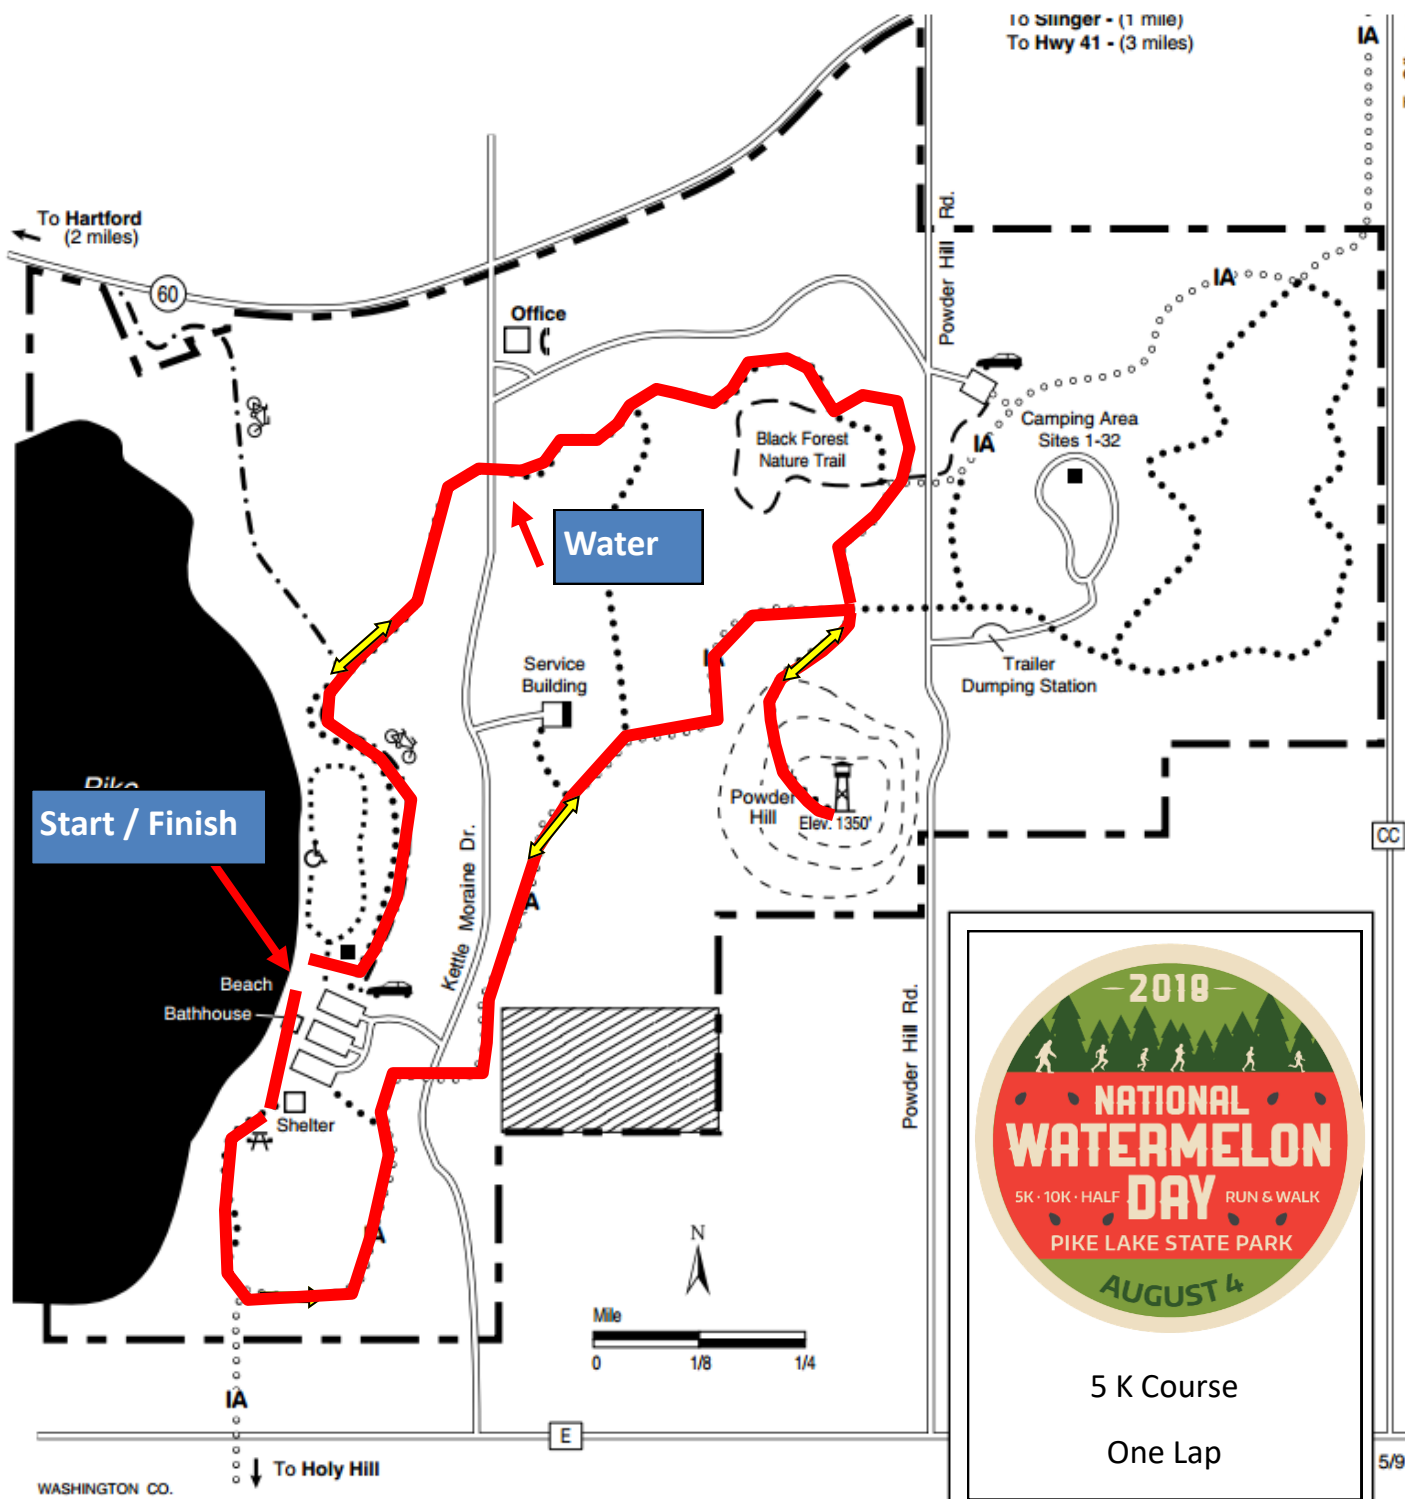 To Slinger - (1 mile)
To Hwy 41 - (3 miles)
IA
To Hartford
(2 miles)
60
Office
Powder Hill Rd.
IA
Camping Area
Sites 1-32
IA
Black Forest
Nature Trail
Water
Service
Building
IA
Trailer
Dumping Station
Pike
Start / Finish
Powder
Hill
Elev. 1350'
CC
Kettle Moraine Dr.
IA
Beach
Bathhouse
Powder Hill Rd.
Shelter
IA
N
Mile
0 1/8 1/4
IA
E
To Holy Hill
WASHINGTON CO.
2018
NATIONAL
WATERMELON
5K · 10K · HALF DAY RUN & WALK
PIKE LAKE STATE PARK
AUGUST 4
5 K Course
One Lap
5/9